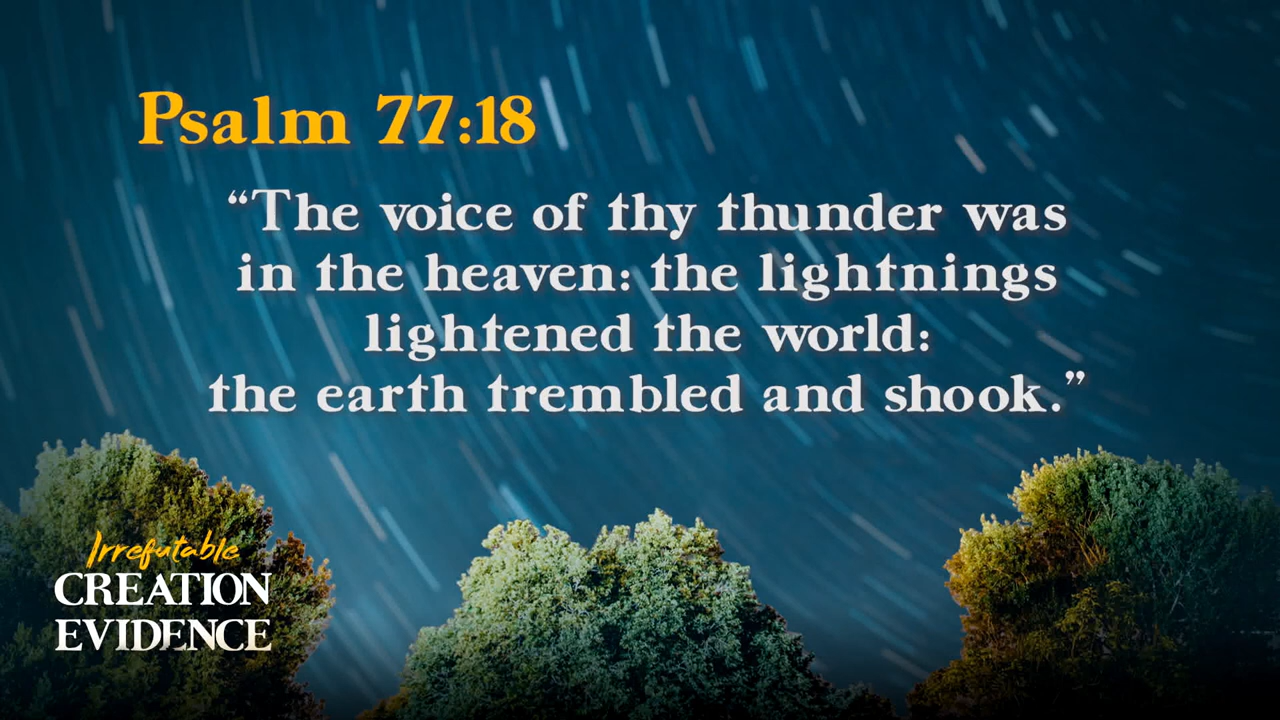 Psalm 77:18
“The voice of thy thunder was
in the heaven: the lightnings
lightened the world:
the earth trembled and shook.”
Irrefutable
CREATION
EVIDENCE